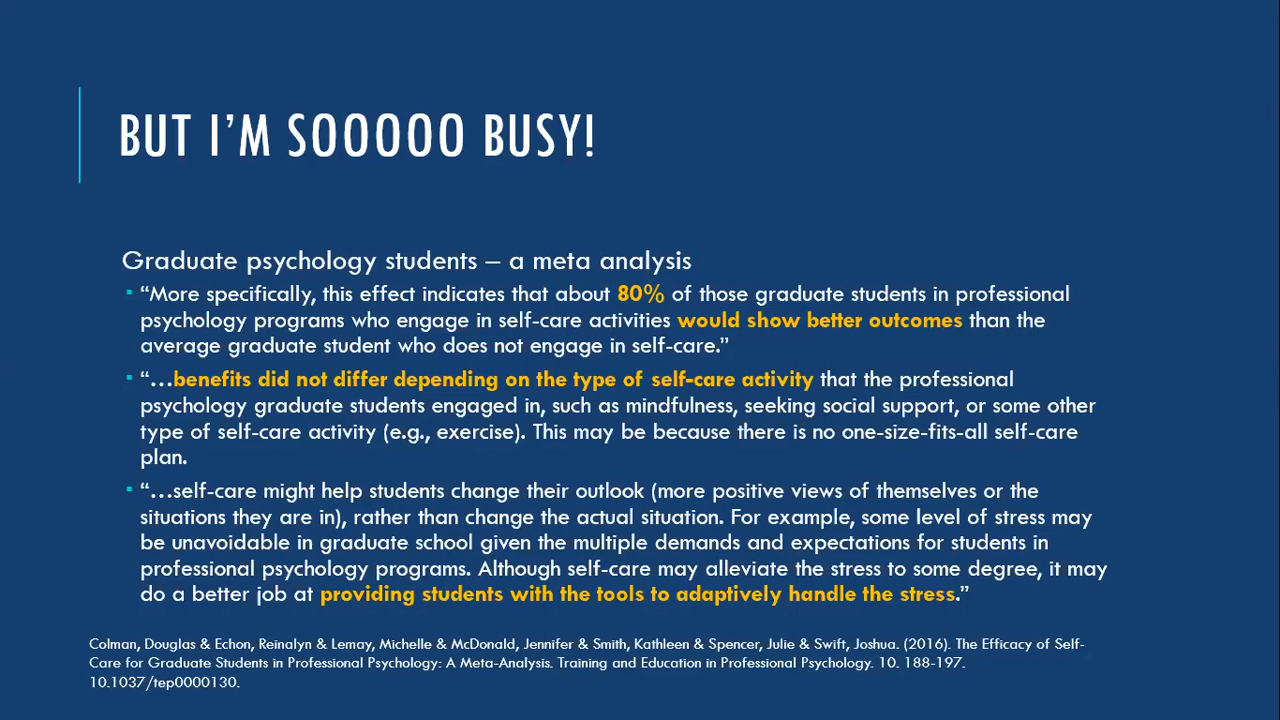 BUT I’M SOOOOO BUSY!
Graduate psychology students – a meta analysis
▪ “More specifically, this effect indicates that about 80% of those graduate students in professional
psychology programs who engage in self-care activities would show better outcomes than the
average graduate student who does not engage in self-care.”
▪ “…benefits did not differ depending on the type of self-care activity that the professional
psychology graduate students engaged in, such as mindfulness, seeking social support, or some other
type of self-care activity (e.g., exercise). This may be because there is no one-size-fits-all self-care
plan.
▪ “…self-care might help students change their outlook (more positive views of themselves or the
situations they are in), rather than change the actual situation. For example, some level of stress may
be unavoidable in graduate school given the multiple demands and expectations for students in
professional psychology programs. Although self-care may alleviate the stress to some degree, it may
do a better job at providing students with the tools to adaptively handle the stress.”
Colman, Douglas & Echon, Reinalyn & Lemay, Michelle & McDonald, Jennifer & Smith, Kathleen & Spencer, Julie & Swift, Joshua. (2016). The Efficacy of Self-
Care for Graduate Students in Professional Psychology: A Meta-Analysis. Training and Education in Professional Psychology. 10. 188-197.
10.1037/tep0000130.